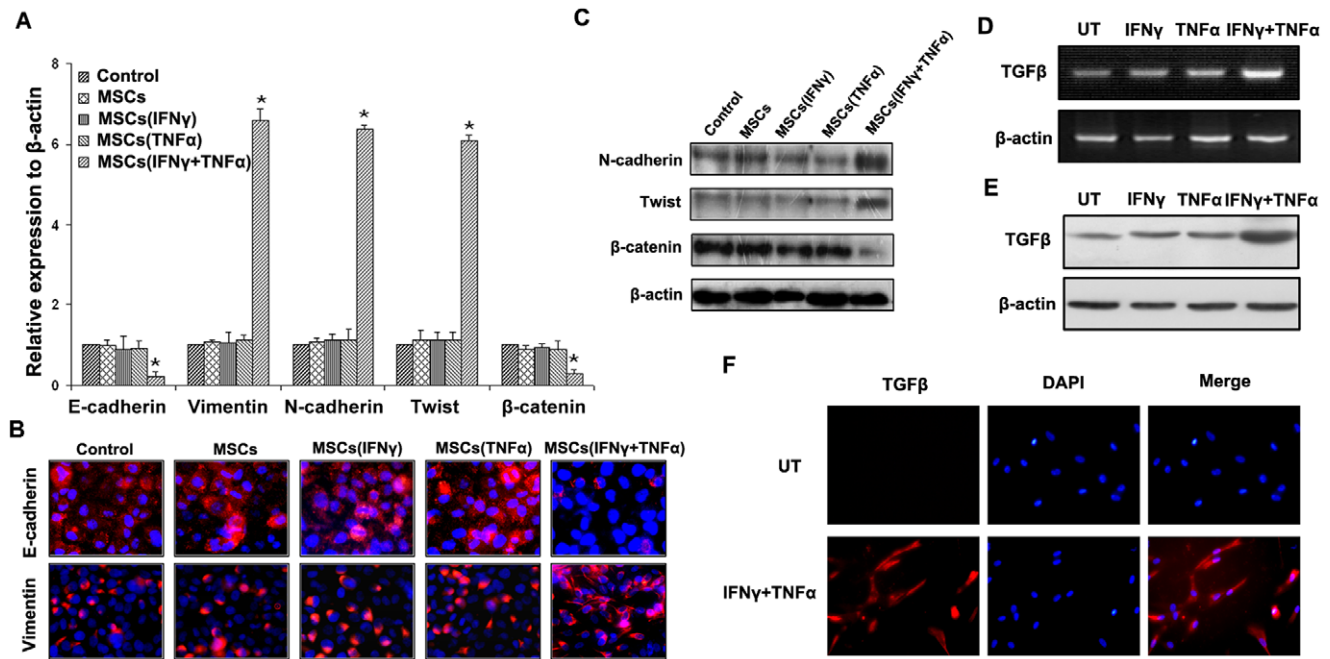 A
Relative expression to β-actin
8
6
4
2
0
Control
MSCs
MSCs(IFNγ)
MSCs(TNFα)
MSCs(IFNγ+TNFα)
*
*
*
*
*
E-cadherin Vimentin N-cadherin Twist β-catenin
B
Control MSCs MSCs(IFNγ) MSCs(TNFα) MSCs(IFNγ+TNFα)
E-cadherin
Vimentin
C
Control MSCs MSCs(IFNγ) MSCs(TNFα) MSCs(IFNγ+TNFα)
N-cadherin
Twist
β-catenin
β-actin
D
UT IFNγ TNFα IFNγ+TNFα
TGFβ
β-actin
E
UT IFNγ TNFα IFNγ+TNFα
TGFβ
β-actin
F
TGFβ DAPI Merge
UT
IFNγ+TNFα